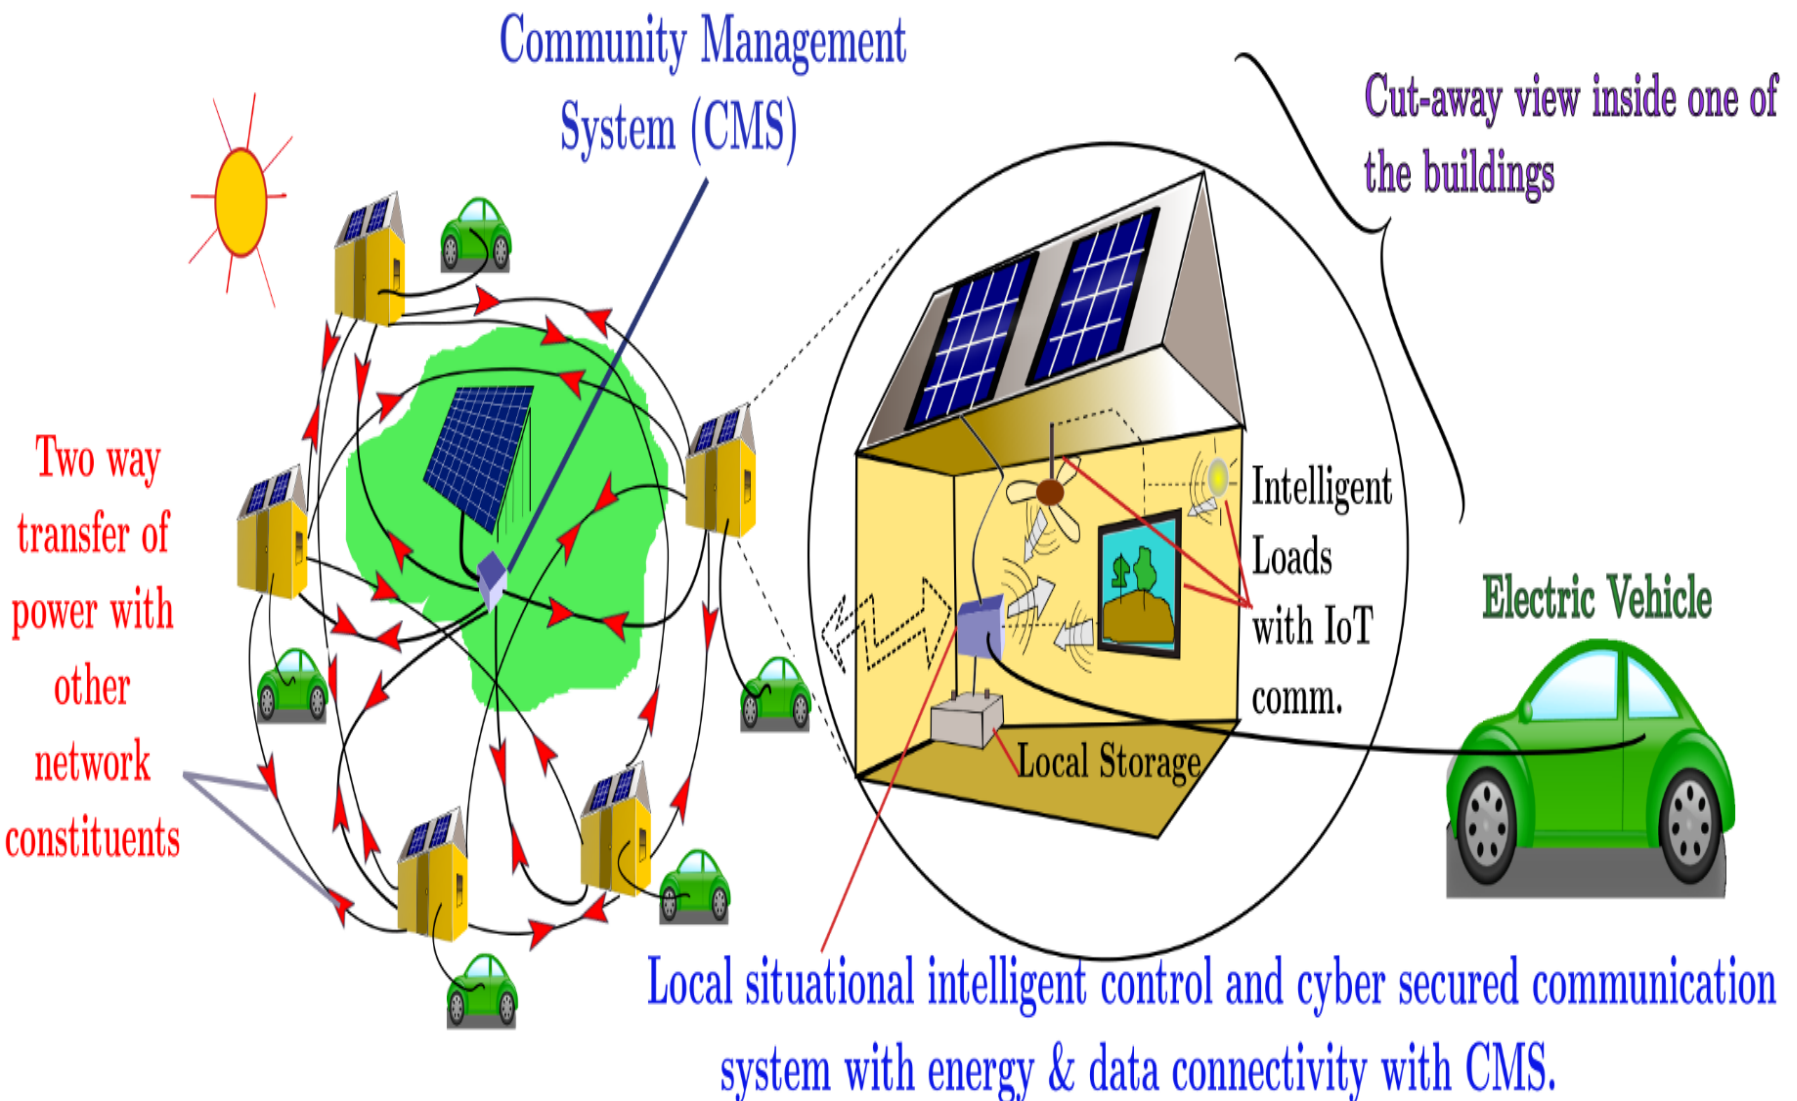 Community Management
System (CMS)
Cut-away view inside one of
the buildings
Two way
transfer of
power with
other
network
constituents
Intelligent
Loads
with IoT
comm.
Electric Vehicle
Local Storage
Local situational intelligent control and cyber secured communication
system with energy & data connectivity with CMS.